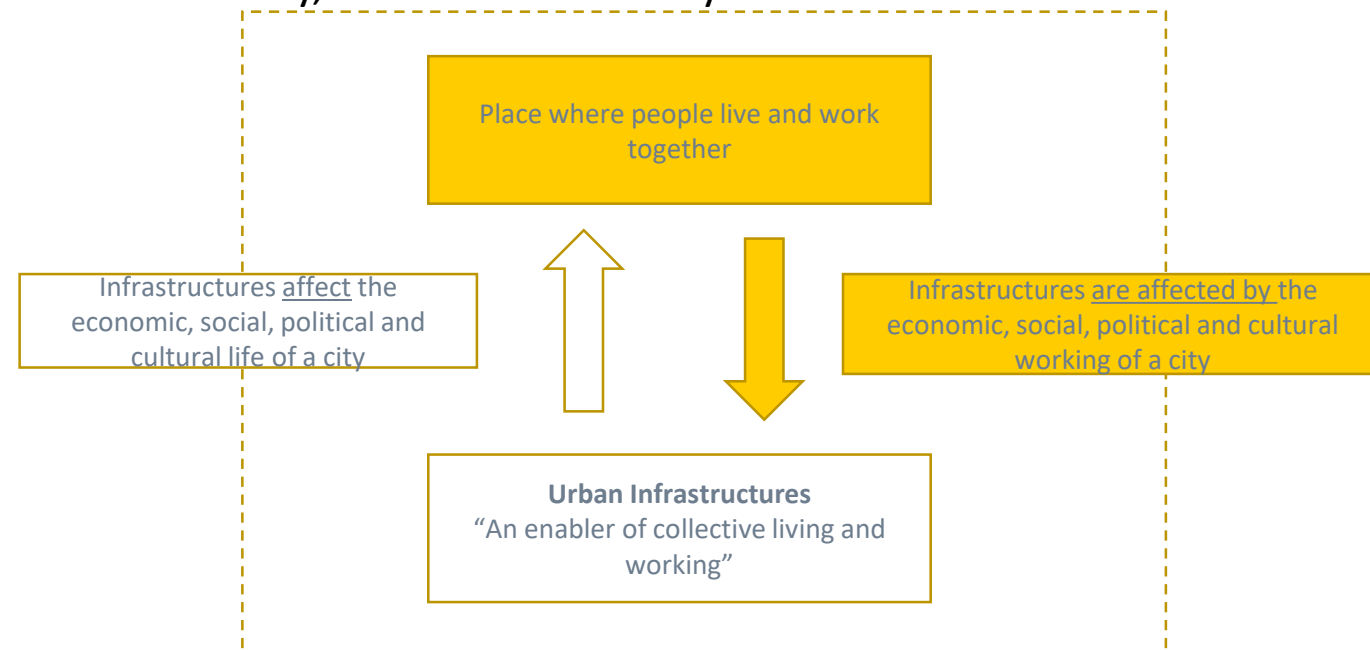 Place where people live and work
together
Infrastructures affect the
economic, social, political and
cultural life of a city
Infrastructures are affected by the
economic, social, political and cultural
working of a city
Urban Infrastructures
“An enabler of collective living and
working”